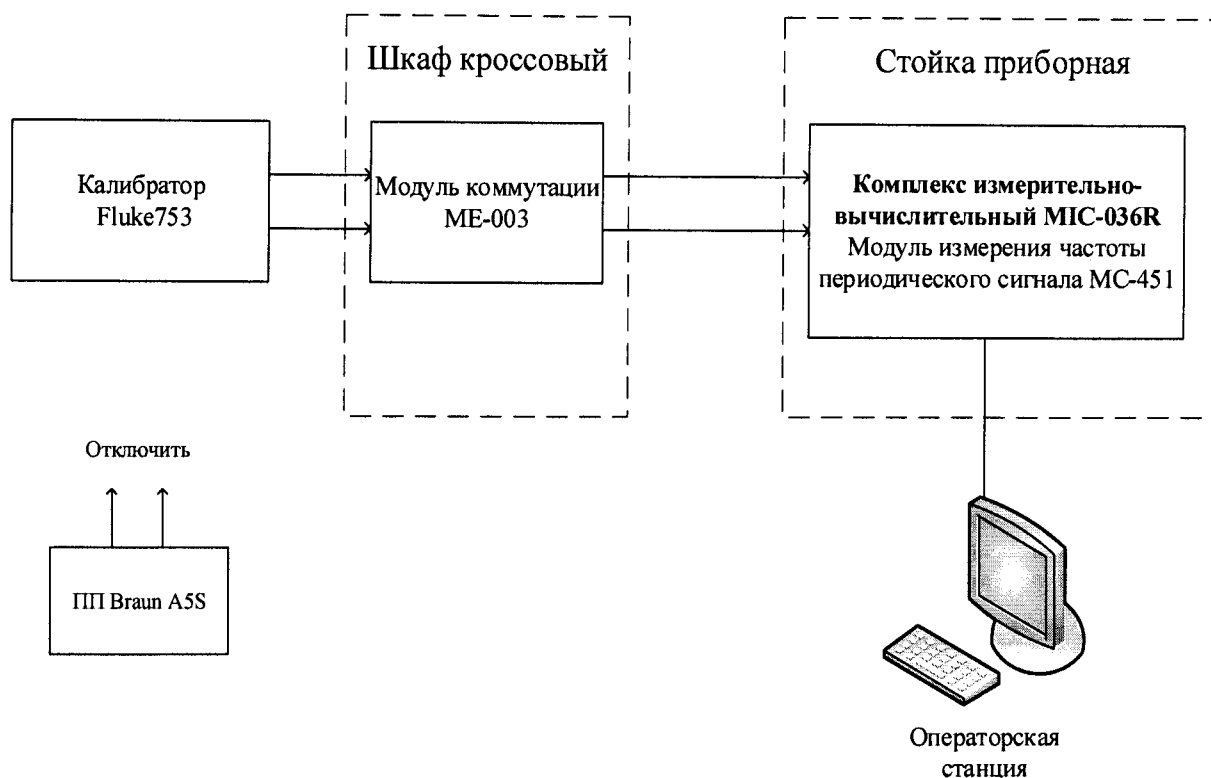 Шкаф кроссовый
Стойка приборная
Калибратор
Fluke753
Модуль коммутации
МЕ-003
Комплекс измерительно-
вычислительный MIC-036R
Модуль измерения частоты
периодического сигнала МС-451
Отключить
ПП Braun A5S
Операторская
станция